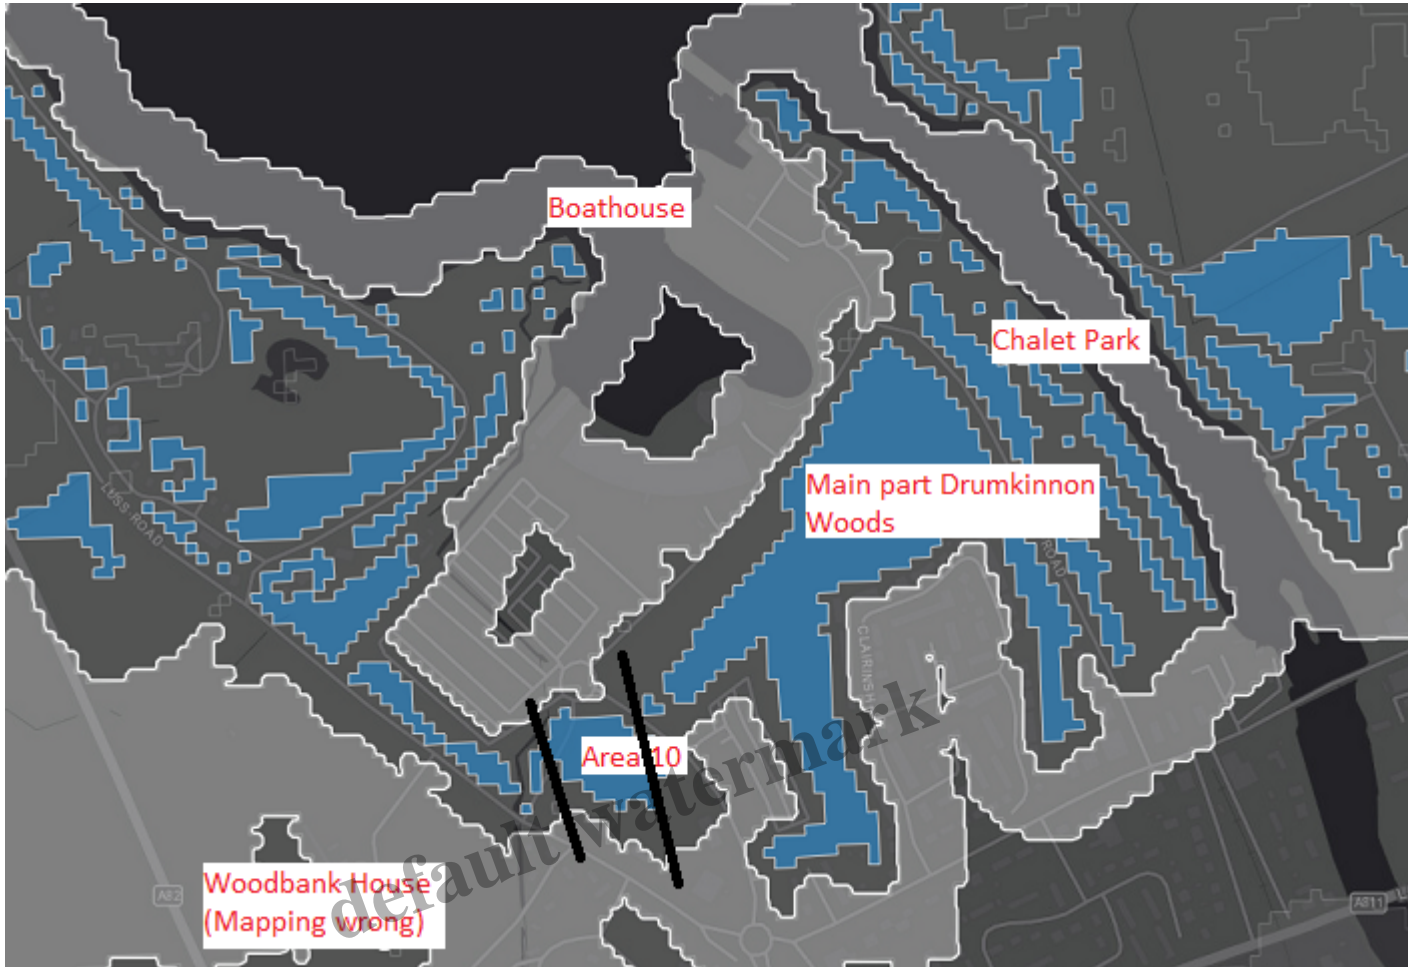 Boathouse
Chalet Park
Main part Drumkinnon
Woods
LUSS ROAD
ROAD
CLAIRINSH
Area 10
Woodbank House
(Mapping wrong)
A82
A811
default watermark